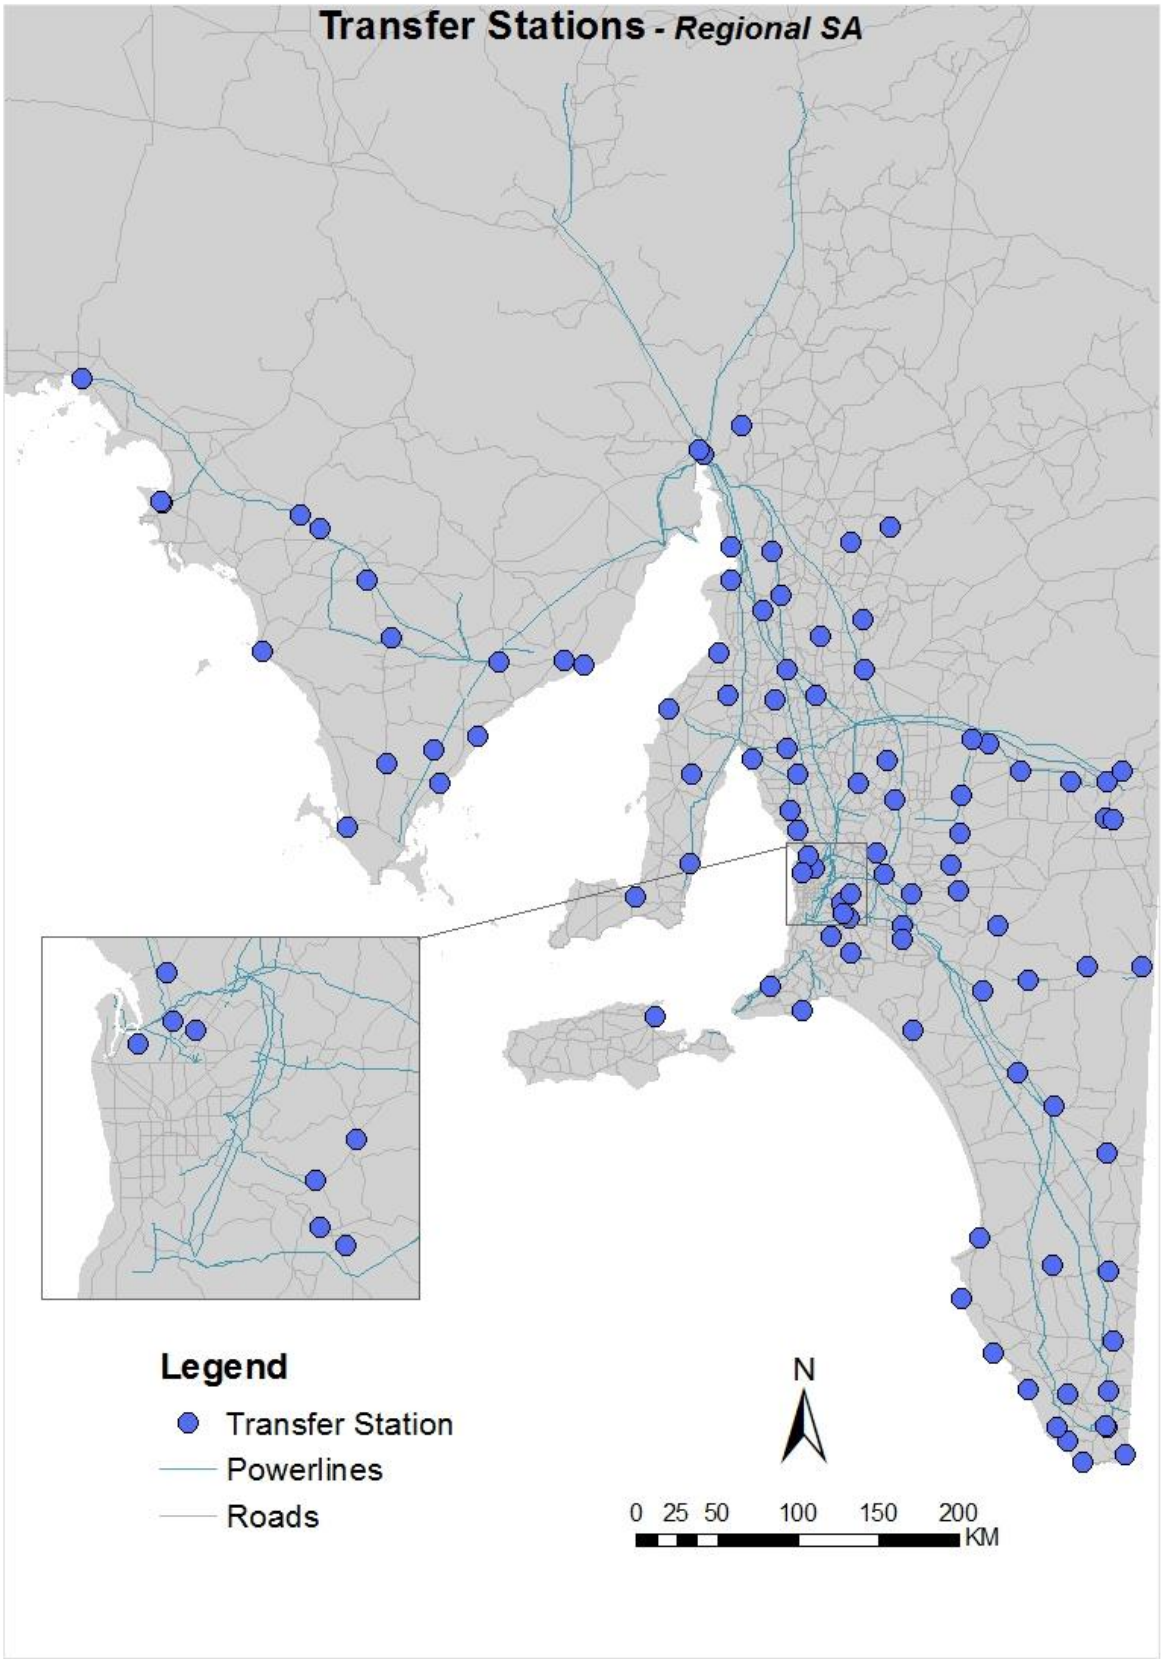 Transfer Stations - Regional SA
Legend
Transfer Station
Powerlines
Roads
N
0 25 50 100 150 200
KM